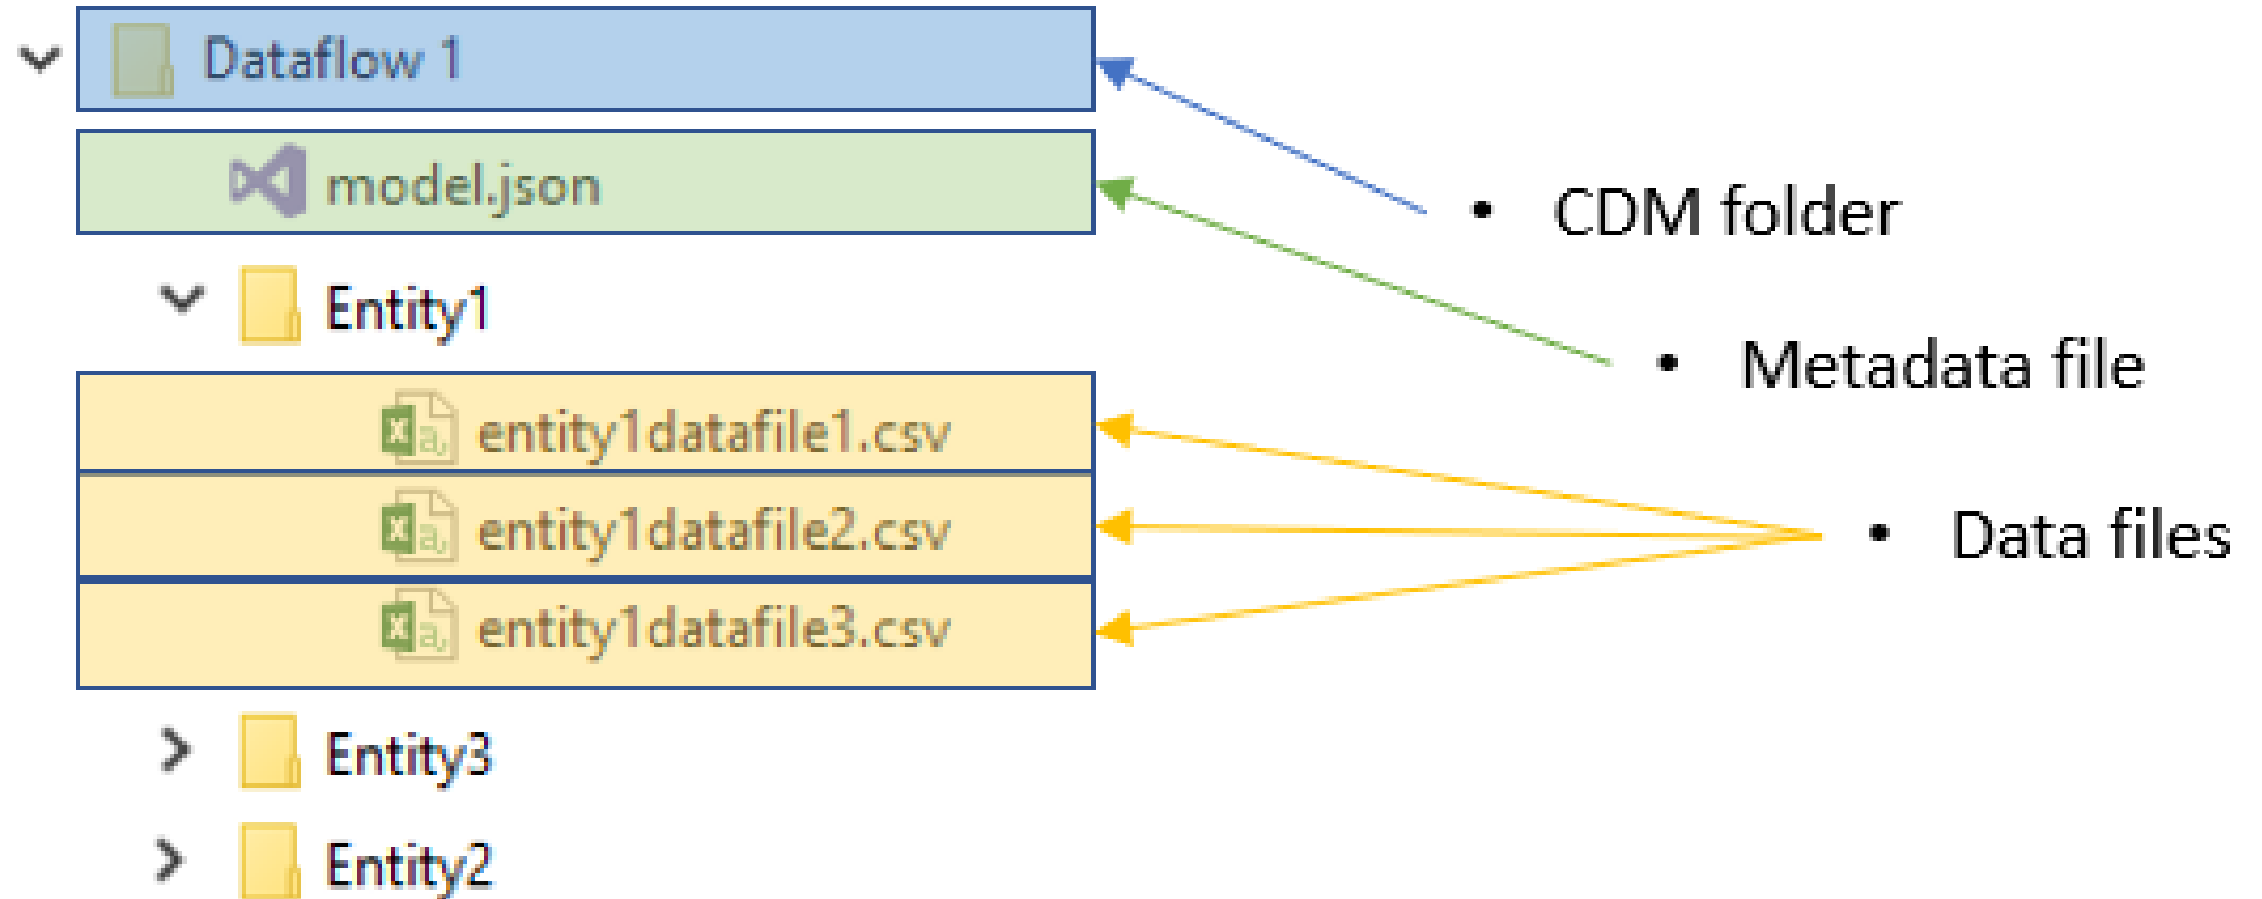 Dataflow 1
model.json
Entity1
entity1datafile1.csv
entity1datafile2.csv
entity1datafile3.csv
Entity3
Entity2
• CDM folder
• Metadata file
• Data files